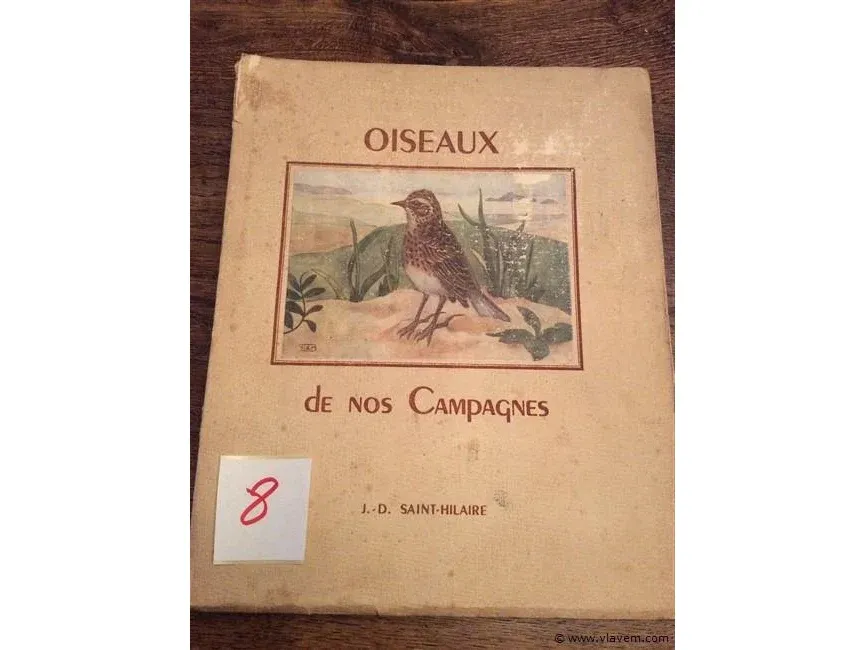 OISEAUX
de NOS CAMPAGNES
8
J.-D. SAINT-HILAIRE
© www.vlavem.com